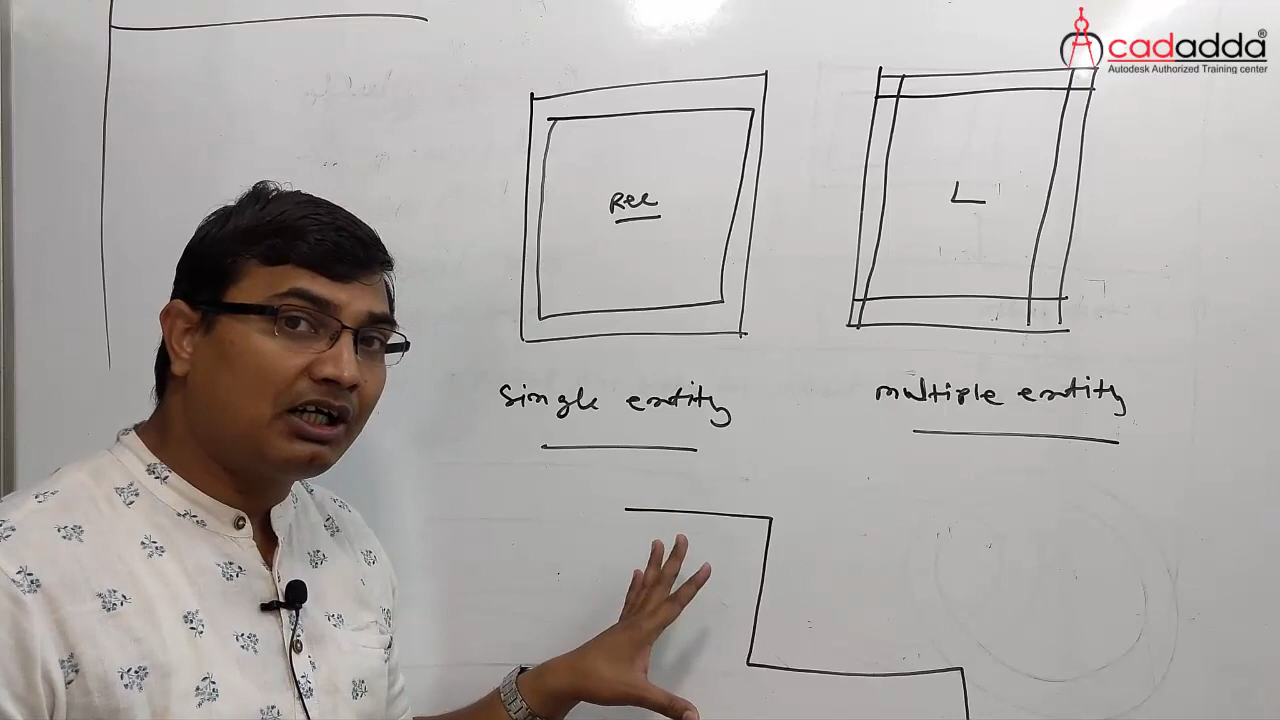 cadadda®
Autodesk Authorized Training center
Rec
L
Single entity
multiple entity